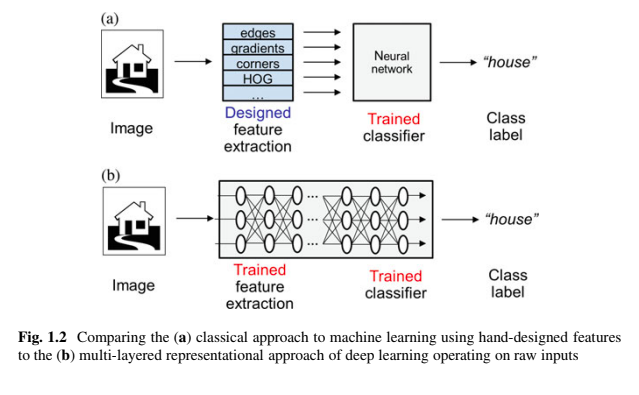 (a)
edges
gradients
corners
HOG
...
Neural
network
"house"
Image
Designed
feature
extraction
Trained
classifier
Class
label
(b)
...
...
"house"
Image
Trained
feature
extraction
Trained
classifier
Class
label
Fig. 1.2 Comparing the (a) classical approach to machine learning using hand-designed features
to the (b) multi-layered representational approach of deep learning operating on raw inputs